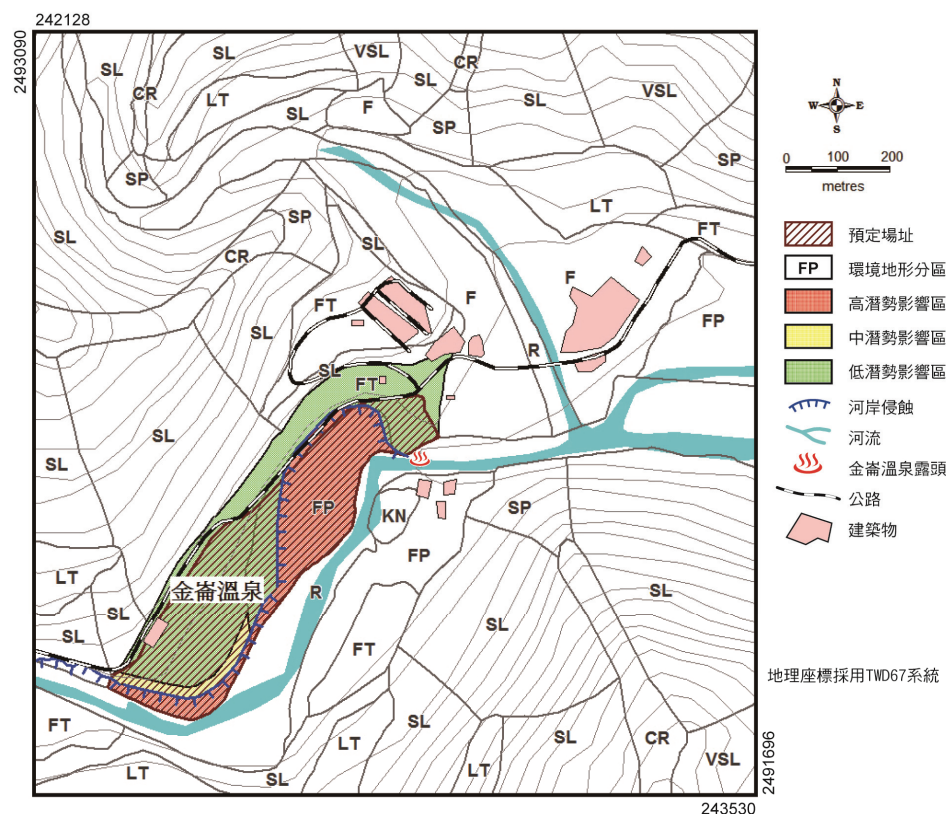 242128
2493090
SL
SL
VSL
CR
SL
CR
VSL
LT
F
SL
SL
SP
SP
SP
LT
SP
FT
SL
SL
CR
FT
F
F
FP
SL
R
SL
FT
SL
SL
FP
SP
KN
FP
LT
金崙溫泉
R
SL
SL
SL
SL
FT
FT
SL
SL
CR
LT
LT
SL
LT
VSL
2491696
243530
N
W
E
S
0 100 200
metres
預定場址
FP 環境地形分區
高潛勢影響區
中潛勢影響區
低潛勢影響區
河岸侵蝕
河流
金崙溫泉露頭
公路
建築物
地理座標採用TWD67系統